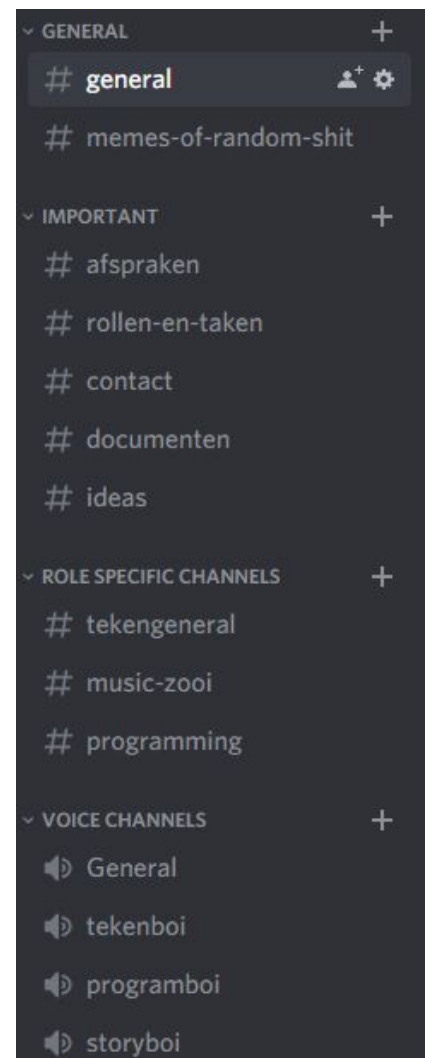 GENERAL
# general
# memes-of-random-shit
IMPORTANT
# afspraken
# rollen-en-taken
# contact
# documenten
# ideas
ROLE SPECIFIC CHANNELS
# tekengeneral
# music-zooi
# programming
VOICE CHANNELS
General
tekenboi
programboi
storyboi